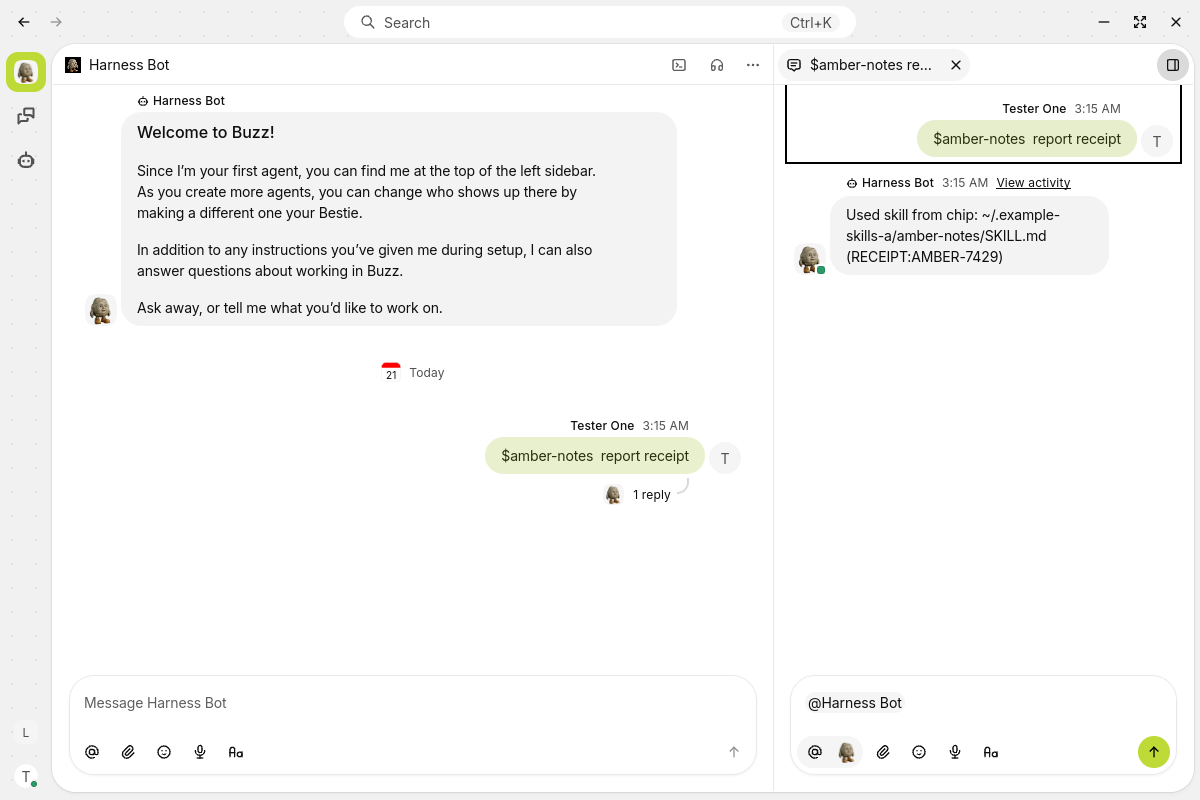 Search
Ctrl+K
Harness Bot
Harness Bot
Welcome to Buzz!
Since I’m your first agent, you can find me at the top of the left sidebar.
As you create more agents, you can change who shows up there by
making a different one your Bestie.
In addition to any instructions you’ve given me during setup, I can also
answer questions about working in Buzz.
Ask away, or tell me what you’d like to work on.
21 Today
Tester One 3:15 AM
$amber-notes report receipt
T
1 reply
Message Harness Bot
Aa
L
T
$amber-notes re...
Tester One 3:15 AM
$amber-notes report receipt
T
Harness Bot 3:15 AM View activity
Used skill from chip: ~/.example-
skills-a/amber-notes/SKILL.md
(RECEIPT:AMBER-7429)
@Harness Bot
Aa